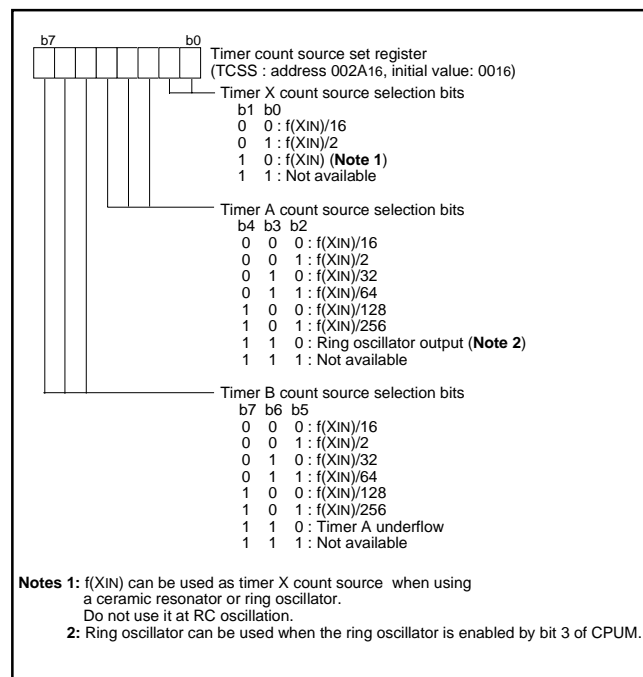 b7 b0
Timer count source set register
(TCSS : address 002A16, initial value: 0016)
Timer X count source selection bits
b1 b0
0 0 : f(XIN)/16
0 1 : f(XIN)/2
1 0 : f(XIN) (Note 1)
1 1 : Not available
Timer A count source selection bits
b4 b3 b2
0 0 0 : f(XIN)/16
0 0 1 : f(XIN)/2
0 1 0 : f(XIN)/32
0 1 1 : f(XIN)/64
1 0 0 : f(XIN)/128
1 0 1 : f(XIN)/256
1 1 0 : Ring oscillator output (Note 2)
1 1 1 : Not available
Timer B count source selection bits
b7 b6 b5
0 0 0 : f(XIN)/16
0 0 1 : f(XIN)/2
0 1 0 : f(XIN)/32
0 1 1 : f(XIN)/64
1 0 0 : f(XIN)/128
1 0 1 : f(XIN)/256
1 1 0 : Timer A underflow
1 1 1 : Not available
Notes 1: f(XIN) can be used as timer X count source when using
a ceramic resonator or ring oscillator.
Do not use it at RC oscillation.
2: Ring oscillator can be used when the ring oscillator is enabled by bit 3 of CPUM.